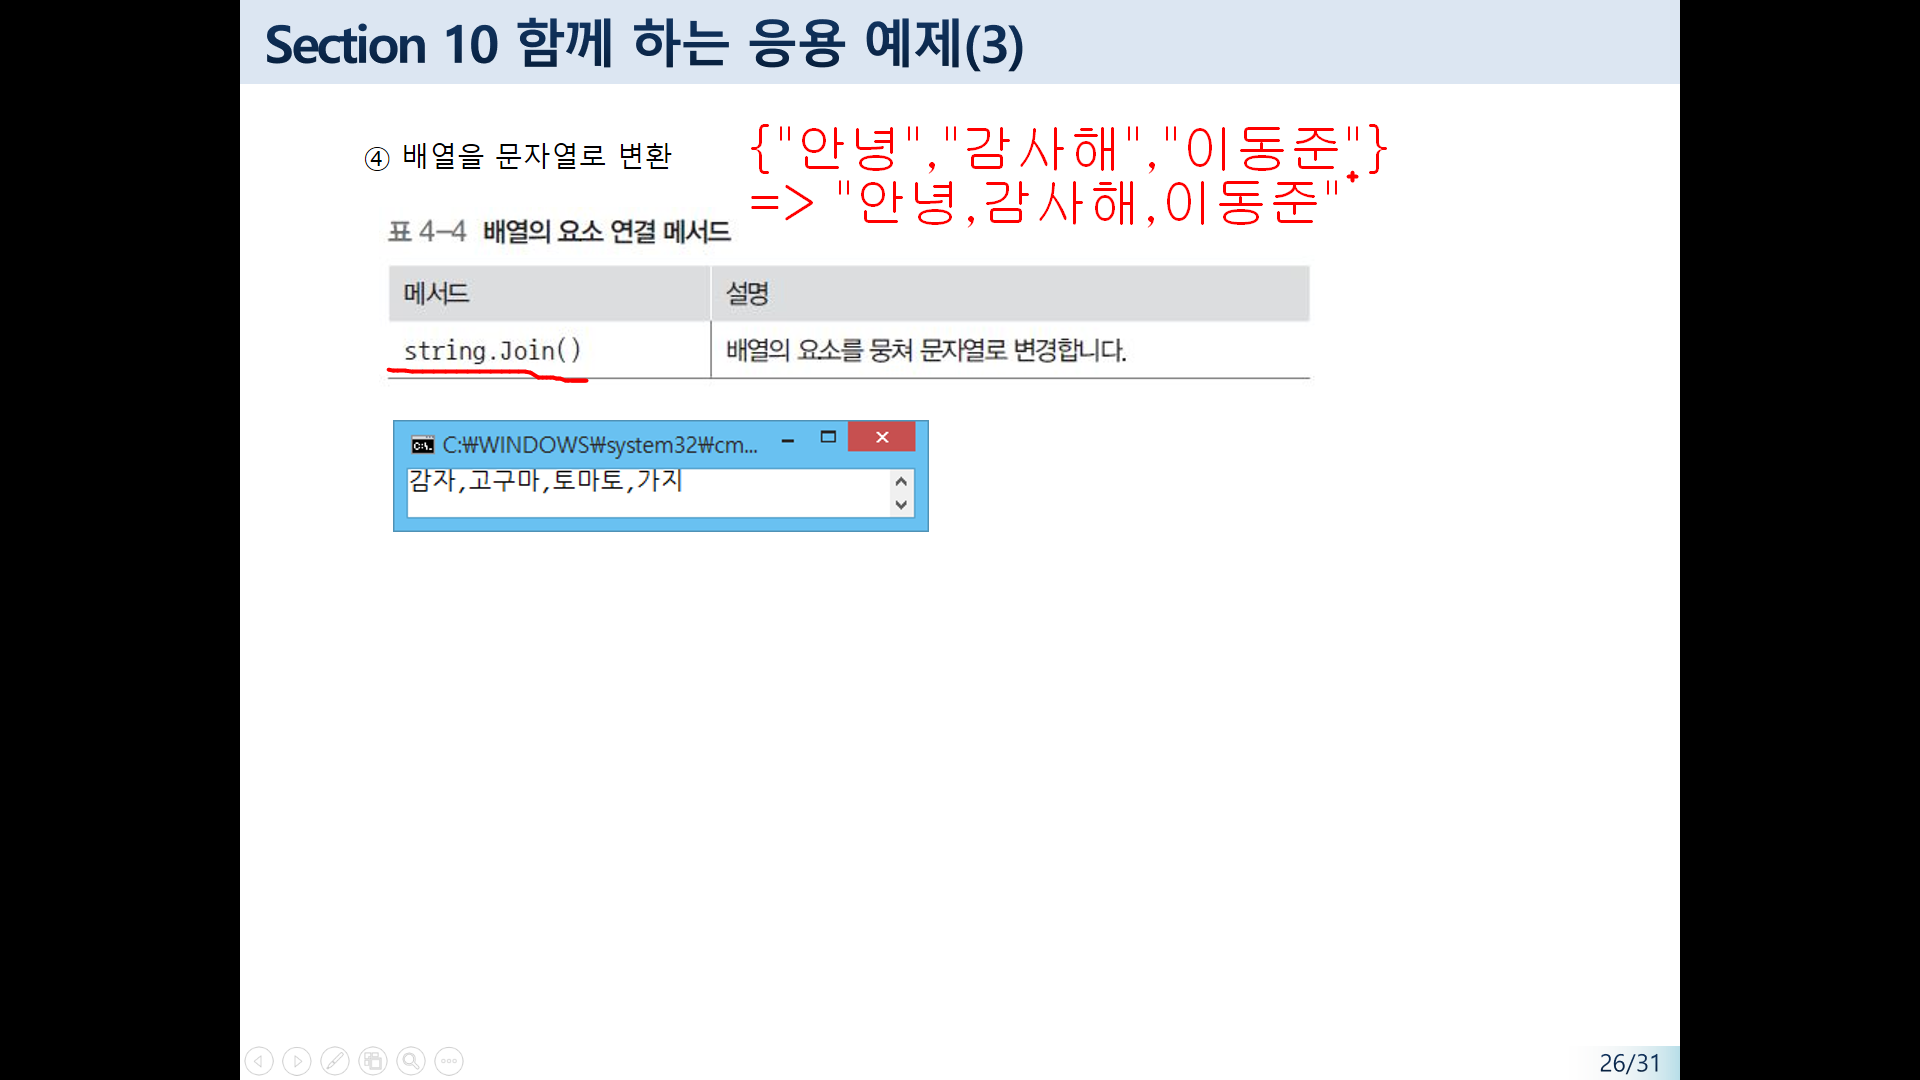 Section 10 함께 하는 응용 예제(3)
④ 배열을 문자열로 변환
{"안녕","감사해","이동준"}
=> "안녕,감사해,이동준"
표 4-4 배열의 요소 연결 메서드
메서드 설명
string.Join() 배열의 요소를 뭉쳐 문자열로 변경합니다.
C:₩WINDOWS₩system32₩cm...
감자,고구마,토마토,가지
26/31